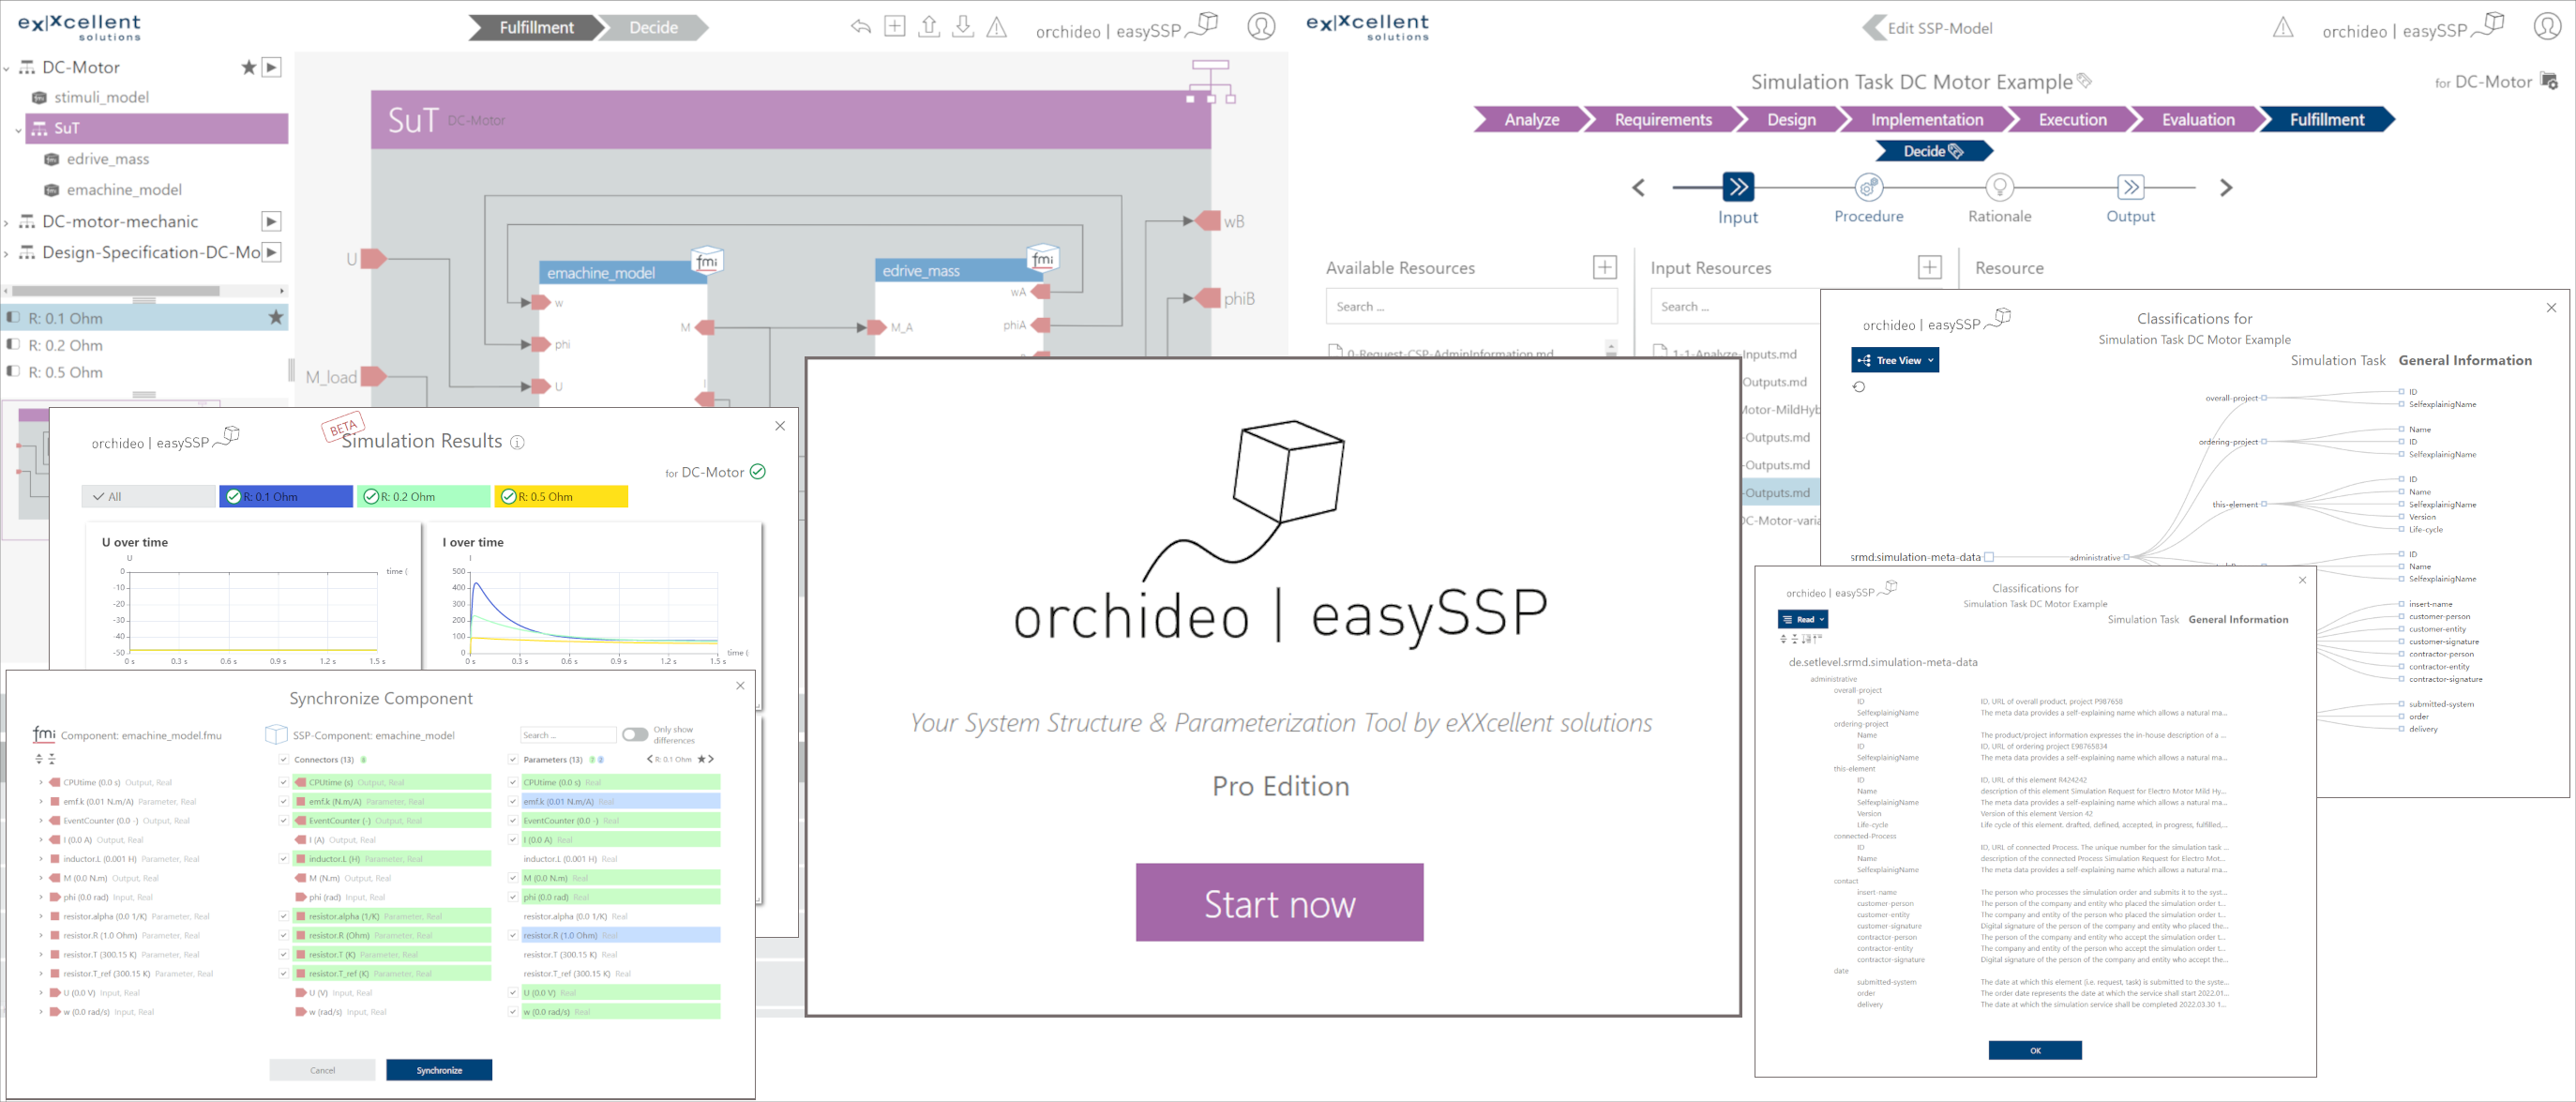 eX|Xcellent
solutions
Fulfillment
Decide
orchideo | easySSP
DC-Motor
stimuli_model
SuT
edrive_mass
emachine_model
DC-motor-mechanic
Design-Specification-DC-Mo
R: 0.1 Ohm
R: 0.2 Ohm
R: 0.5 Ohm
SuT DC-Motor
U
M_load
emachine_model
fmi
w
phi
U
M
I
edrive_mass
fmi
wA
M_A
phiA
wB
phiB
eX|Xcellent
solutions
Edit SSP-Model
orchideo | easySSP
Simulation Task DC Motor Example
for DC-Motor
Analyze
Requirements
Design
Implementation
Execution
Evaluation
Fulfillment
Decide
Input
Procedure
Rationale
Output
Available Resources
Input Resources
Resource
Search ...
Search ...
0-Request-CSP-AdminInformation.md
1-1-Analyze-Inputs.md
Outputs.md
Motor-MildHyb
-Outputs.md
-Outputs.md
-Outputs.md
DC-Motor-varia
orchideo | easySSP
Classifications for
Simulation Task DC Motor Example
Tree View
Simulation Task General Information
overall-project
ID
SelfexplainigName
ordering-project
Name
ID
SelfexplainigName
this-element
ID
Name
SelfexplainigName
Version
Life-cycle
srmd.simulation-meta-data
administrative
ID
Name
SelfexplainigName
insert-name
customer-person
customer-entity
customer-signature
contractor-person
contractor-entity
contractor-signature
submitted-system
order
delivery
orchideo | easySSP
BETA
Simulation Results
for DC-Motor
All
R: 0.1 Ohm
R: 0.2 Ohm
R: 0.5 Ohm
U over time
U
0
-10
-20
-30
-40
-50
0 s 0.3 s 0.6 s 0.9 s 1.2 s 1.5 s
time (
I over time
I
500
400
300
200
100
0
0 s 0.3 s 0.6 s 0.9 s 1.2 s 1.5 s
time (
Synchronize Component
fmi Component: emachine_model.fmu
SSP-Component: emachine_model
Search ...
Only show
differences
Connectors (13) 8
Parameters (13) 7 2
R: 0.1 Ohm
CPUtime (0.0 s) Output, Real
CPUtime (s) Output, Real
CPUtime (0.0 s) Real
emf.k (0.01 N.m/A) Parameter, Real
emf.k (N.m/A) Parameter, Real
emf.k (0.01 N.m/A) Real
EventCounter (0.0 -) Output, Real
EventCounter (-) Output, Real
EventCounter (0.0 -) Real
I (0.0 A) Output, Real
I (A) Output, Real
I (0.0 A) Real
inductor.L (0.001 H) Parameter, Real
inductor.L (H) Parameter, Real
inductor.L (0.001 H) Real
M (0.0 N.m) Output, Real
M (N.m) Output, Real
M (0.0 N.m) Real
phi (0.0 rad) Input, Real
phi (rad) Input, Real
phi (0.0 rad) Real
resistor.alpha (0.0 1/K) Parameter, Real
resistor.alpha (1/K) Parameter, Real
resistor.alpha (0.0 1/K) Real
resistor.R (1.0 Ohm) Parameter, Real
resistor.R (Ohm) Parameter, Real
resistor.R (1.0 Ohm) Real
resistor.T (300.15 K) Parameter, Real
resistor.T (K) Parameter, Real
resistor.T (300.15 K) Real
resistor.T_ref (300.15 K) Parameter, Real
resistor.T_ref (K) Parameter, Real
resistor.T_ref (300.15 K) Real
U (0.0 V) Input, Real
U (V) Input, Real
U (0.0 V) Real
w (0.0 rad/s) Input, Real
w (rad/s) Input, Real
w (0.0 rad/s) Real
Cancel
Synchronize
orchideo | easySSP
Your System Structure & Parameterization Tool by eXXcellent solutions
Pro Edition
Start now
orchideo | easySSP
Classifications for
Simulation Task DC Motor Example
Read
Simulation Task General Information
de.setlevel.srmd.simulation-meta-data
administrative
overall-project
ID ID, URL of overall product, project P987650
SelfexplainigName The meta data provides a self-explaining name which allows a natural ma...
ordering-project
Name The product/project information expresses the in-house description of a ...
ID ID, URL of ordering project E98765834
SelfexplainigName The meta data provides a self-explaining name which allows a natural ma...
this-element
ID ID, URL of this element R424242
Name description of this element Simulation Request for Electro Motor Mild Hy...
SelfexplainigName The meta data provides a self-explaining name which allows a natural ma...
Version Version of this element Version 42
Life-cycle Life cycle of this element. drafted, defined, accepted, in progress, fulfilled,...
connected-Process
ID ID, URL of connected Process. The unique number for the simulation task ...
Name description of the connected Process Simulation Request for Electro Mot...
SelfexplainigName The meta data provides a self-explaining name which allows a natural ma...
contact
insert-name The person who processes the simulation order and submits it to the syst...
customer-person The person of the company and entity who placed the simulation order t...
customer-entity The company and entity of the person who placed the simulation order t...
customer-signature Digital signature of the person of the company and entity who placed the...
contractor-person The person of the company and entity who accept the simulation order t...
contractor-entity The company and entity of the person who accept the simulation order t...
contractor-signature Digital signature of the person of the company and entity who accept the...
date
submitted-system The date at which this element (i.e. request, task) is submitted to the syste...
order The order date represents the date at which the service shall start 2022.01...
delivery The date at which the simulation service shall be completed 2022.03.30 1...
OK